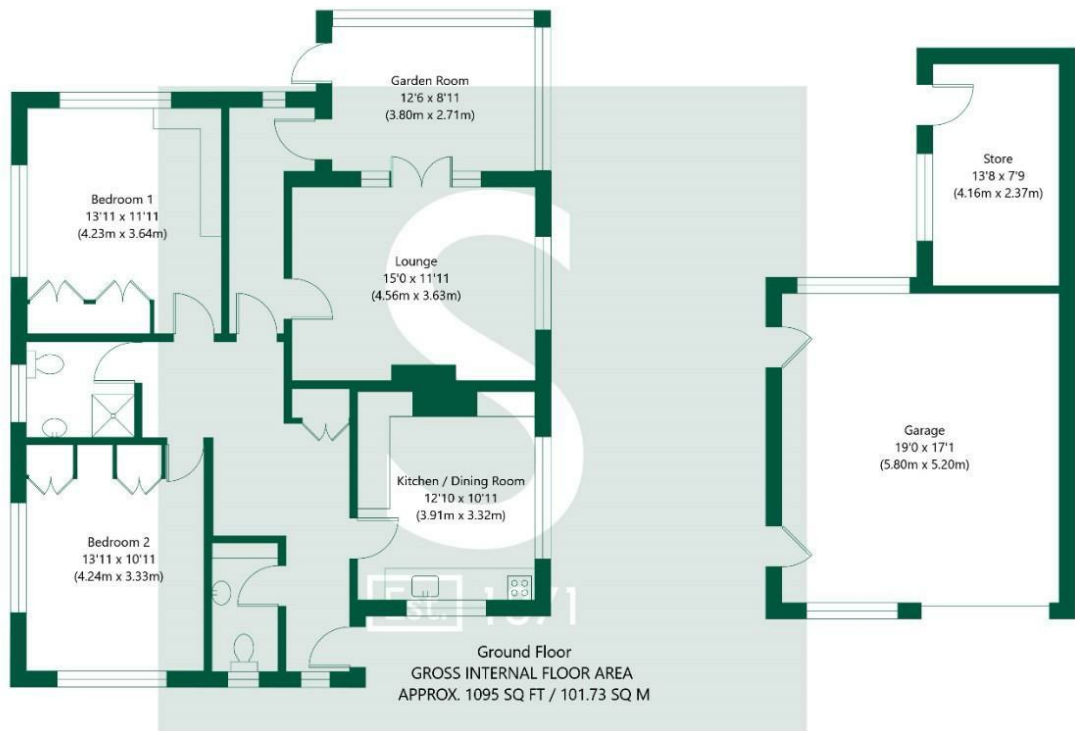 Garden Room
12'6 x 8'11
(3.80m x 2.71m)
Store
13'8 x 7'9
(4.16m x 2.37m)
Bedroom 1
13'11 x 11'11
(4.23m x 3.64m)
Lounge
15'0 x 11'11
(4.56m x 3.63m)
S
Garage
19'0 x 17'1
(5.80m x 5.20m)
Kitchen / Dining Room
12'10 x 10'11
(3.91m x 3.32m)
Bedroom 2
13'11 x 10'11
(4.24m x 3.33m)
Est. 1871
Ground Floor
GROSS INTERNAL FLOOR AREA
APPROX. 1095 SQ FT / 101.73 SQ M